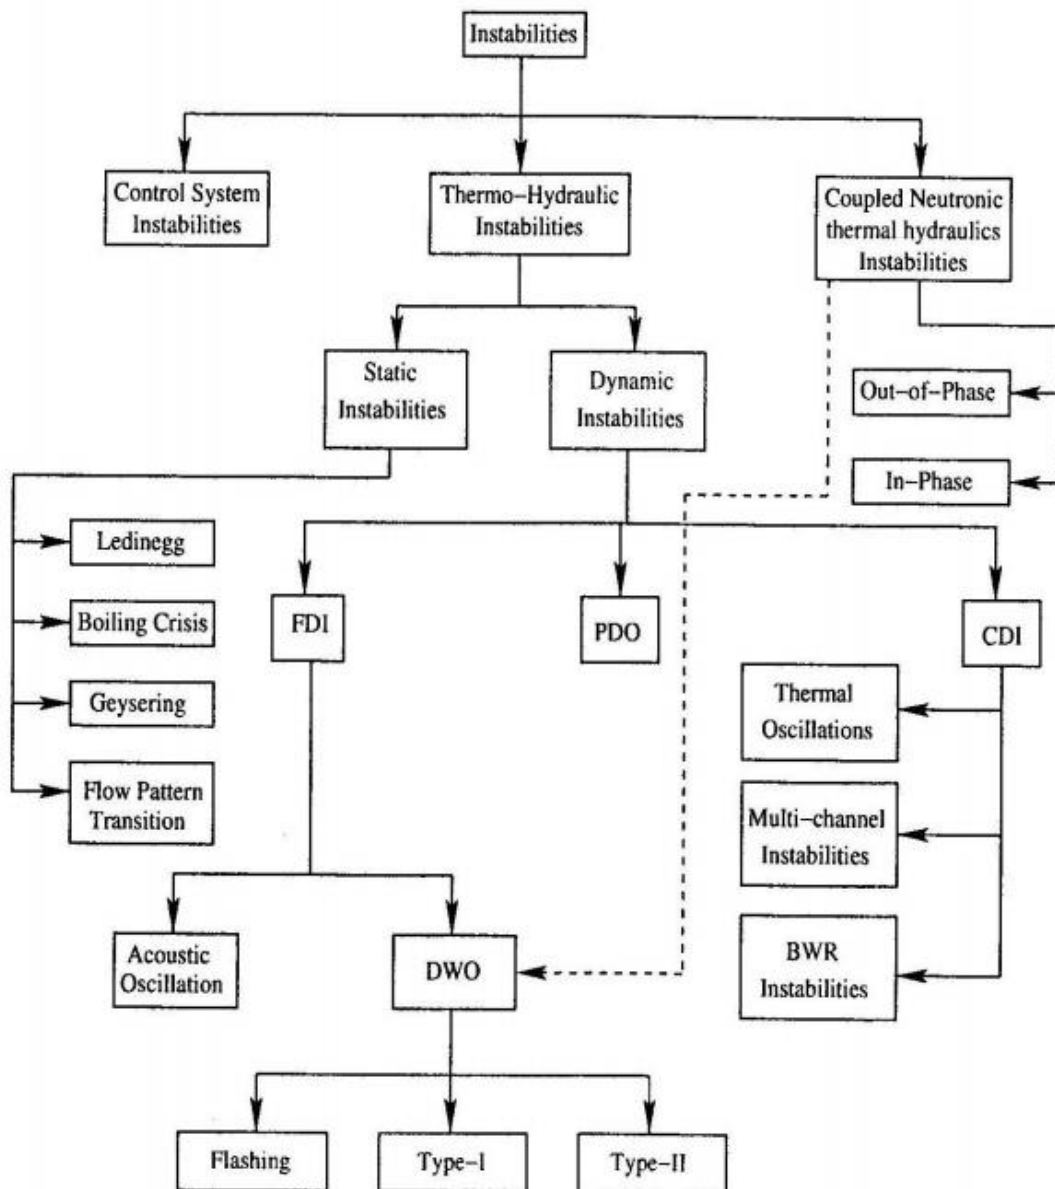 Instabilities
Control System
Instabilities
Thermo-Hydraulic
Instabilities
Coupled Neutronic
thermal hydraulics
Instabilities
Static
Instabilities
Dynamic
Instabilities
Out-of-Phase
In-Phase
Ledinegg
Boiling Crisis
Geysering
Flow Pattern
Transition
FDI
PDO
CDI
Thermal
Oscillations
Multi-channel
Instabilities
BWR
Instabilities
Acoustic
Oscillation
DWO
Flashing
Type-I
Type-II